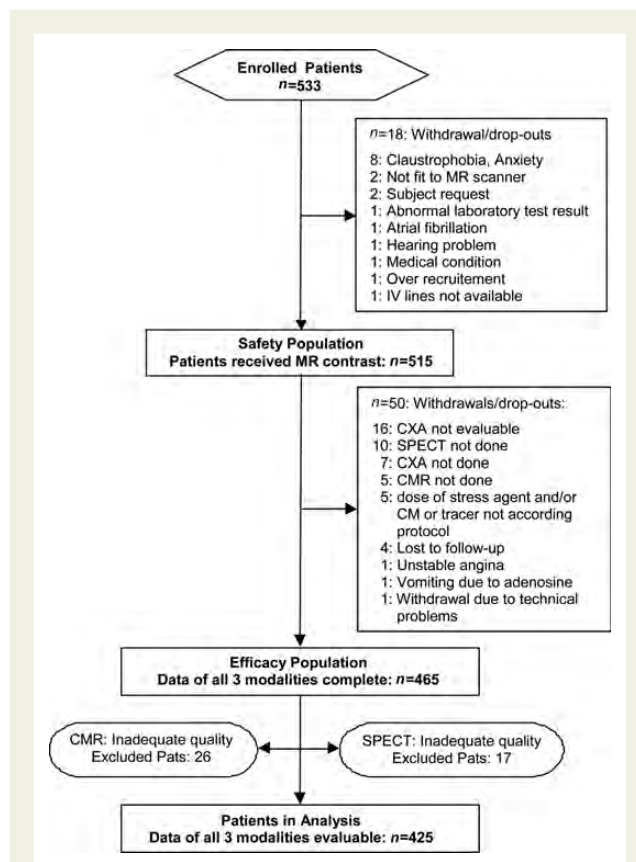 Enrolled Patients
n=533
n=18: Withdrawal/drop-outs
8: Claustrophobia, Anxiety
2: Not fit to MR scanner
2: Subject request
1: Abnormal laboratory test result
1: Atrial fibrillation
1: Hearing problem
1: Medical condition
1: Over recruitement
1: IV lines not available
Safety Population
Patients received MR contrast: n=515
n=50: Withdrawals/drop-outs:
16: CXA not evaluable
10: SPECT not done
7: CXA not done
5: CMR not done
5: dose of stress agent and/or
CM or tracer not according
protocol
4: Lost to follow-up
1: Unstable angina
1: Vomiting due to adenosine
1: Withdrawal due to technical
problems
Efficacy Population
Data of all 3 modalities complete: n=465
CMR: Inadequate quality
Excluded Pats: 26
SPECT: Inadequate quality
Excluded Pats: 17
Patients in Analysis
Data of all 3 modalities evaluable: n=425